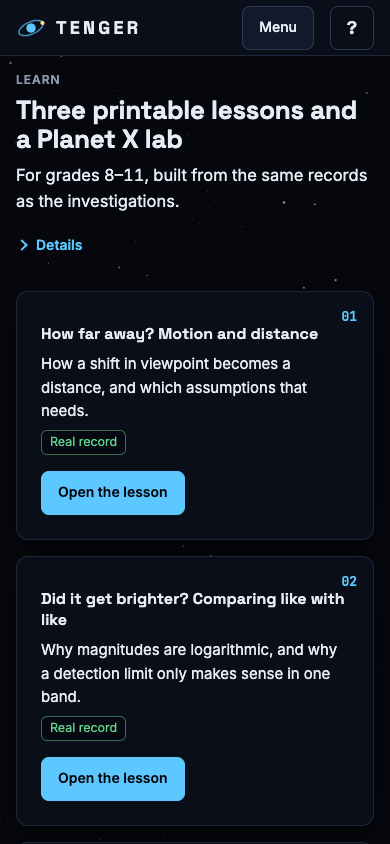 TENGER
Menu
?
LEARN
Three printable lessons and
a Planet X lab
For grades 8–11, built from the same records
as the investigations.
Details
01
How far away? Motion and distance
How a shift in viewpoint becomes a
distance, and which assumptions that
needs.
Real record
Open the lesson
02
Did it get brighter? Comparing like with
like
Why magnitudes are logarithmic, and why
a detection limit only makes sense in one
band.
Real record
Open the lesson